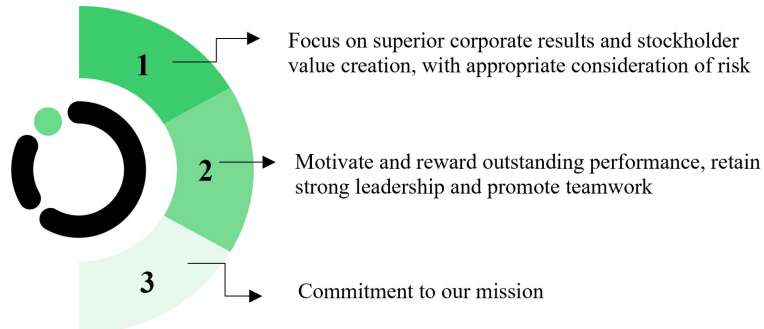 1
Focus on superior corporate results and stockholder
value creation, with appropriate consideration of risk
2
Motivate and reward outstanding performance, retain
strong leadership and promote teamwork
3
Commitment to our mission